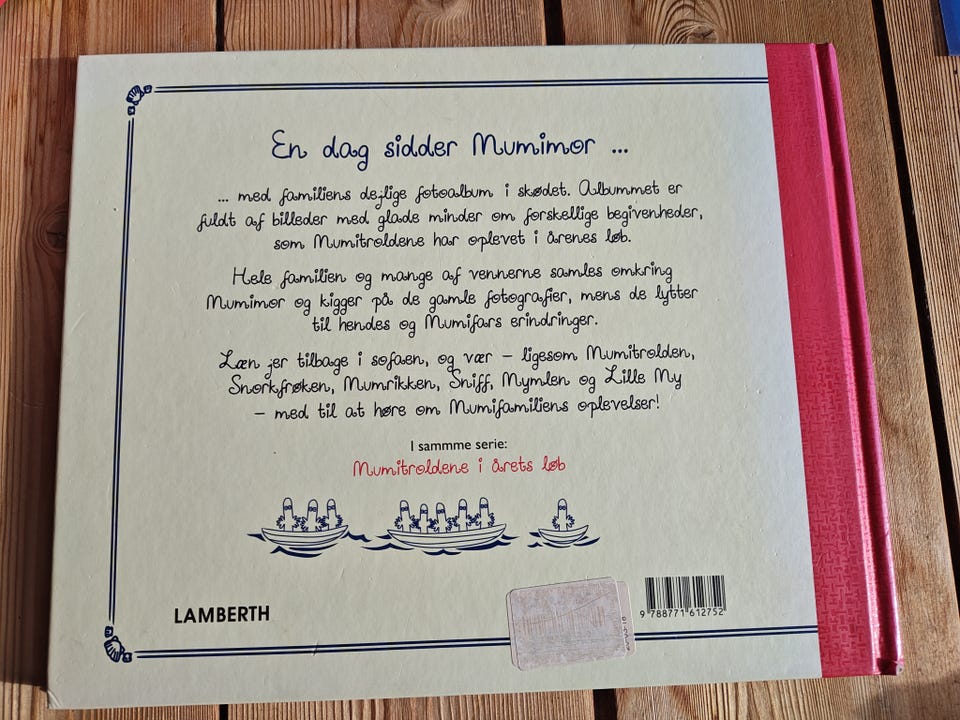 En dag sidder Mumimor ...
... med familiens dejlige fotoalbum i skødet. Albummet er
fuldt af billeder med glade minder om forskellige begivenheder,
som Mumitroldene har oplevet i årenes løb.
Hele familien og mange af vennerne samles omkring
Mumimor og kigger på de gamle fotografier, mens de lytter
til hendes og Mumifars erindringer.
Læn jer tilbage i sofaen, og vær – ligesom Mumitrolden,
Snorkfrøken, Mumrikken, Sniff, Mymlen og Lille My
– med til at høre om Mumifamiliens oplevelser!
I sammme serie:
Mumitroldene i årets løb
LAMBERTH
9 788771 612752